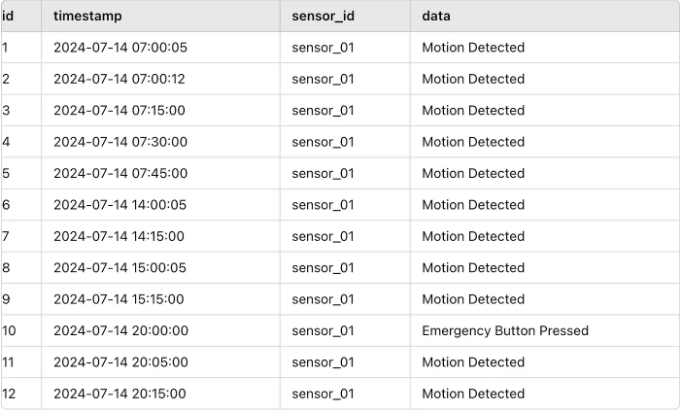 id timestamp sensor_id data
1 2024-07-14 07:00:05 sensor_01 Motion Detected
2 2024-07-14 07:00:12 sensor_01 Motion Detected
3 2024-07-14 07:15:00 sensor_01 Motion Detected
4 2024-07-14 07:30:00 sensor_01 Motion Detected
5 2024-07-14 07:45:00 sensor_01 Motion Detected
6 2024-07-14 14:00:05 sensor_01 Motion Detected
7 2024-07-14 14:15:00 sensor_01 Motion Detected
8 2024-07-14 15:00:05 sensor_01 Motion Detected
9 2024-07-14 15:15:00 sensor_01 Motion Detected
10 2024-07-14 20:00:00 sensor_01 Emergency Button Pressed
11 2024-07-14 20:05:00 sensor_01 Motion Detected
12 2024-07-14 20:15:00 sensor_01 Motion Detected